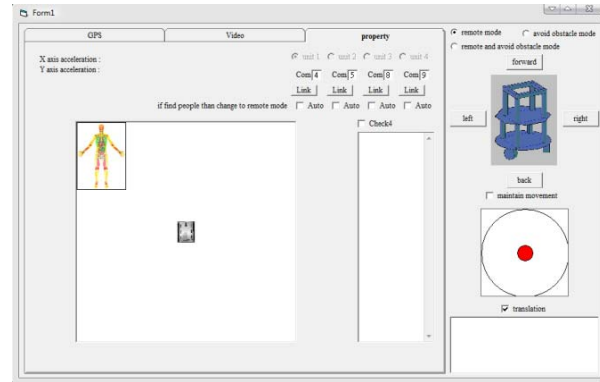 Form1
GPS
Video
property
X axis acceleration :
Y axis acceleration :
unit 1 unit 2 unit 3 unit 4
Com 4 Com 5 Com 8 Com 9
Link Link Link Link
if find people than change to remote mode Auto Auto Auto Auto
Check4
remote mode avoid obstacle mode
remote and avoid obstacle mode
forward
left right
back
maintain movement
translation